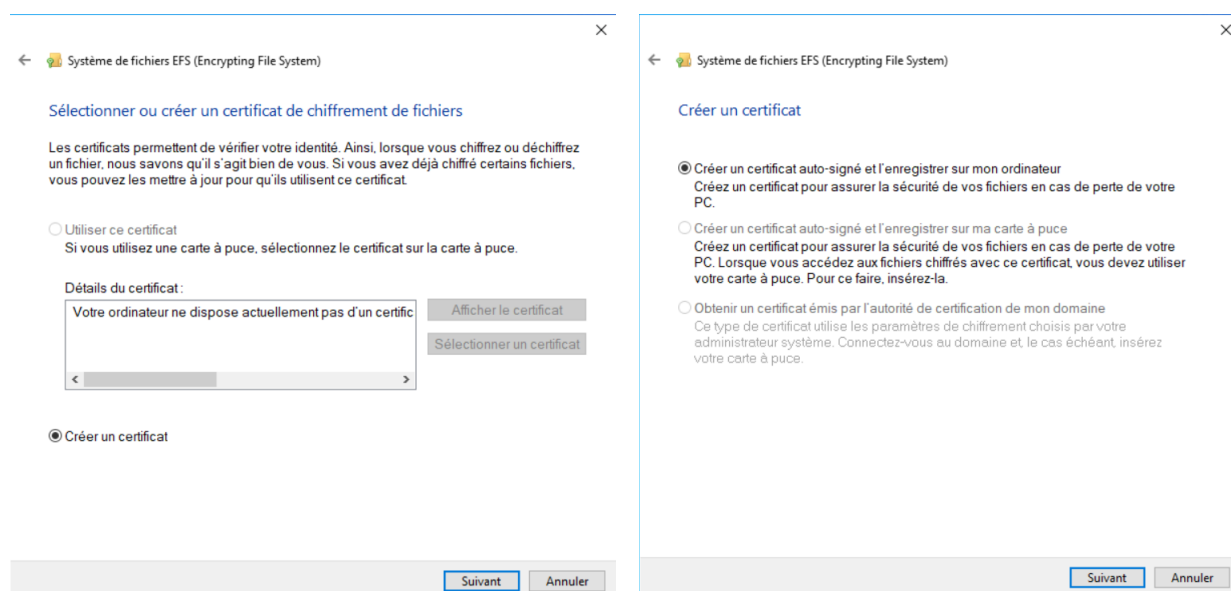 Système de fichiers EFS (Encrypting File System)
Sélectionner ou créer un certificat de chiffrement de fichiers
Les certificats permettent de vérifier votre identité. Ainsi, lorsque vous chiffrez ou déchiffrez
un fichier, nous savons qu'il s'agit bien de vous. Si vous avez déjà chiffré certains fichiers,
vous pouvez les mettre à jour pour qu'ils utilisent ce certificat.
Utiliser ce certificat
Si vous utilisez une carte à puce, sélectionnez le certificat sur la carte à puce.
Détails du certificat :
Votre ordinateur ne dispose actuellement pas d'un certific
Afficher le certificat
Sélectionner un certificat
Créer un certificat
Suivant
Annuler
Système de fichiers EFS (Encrypting File System)
Créer un certificat
Créer un certificat auto-signé et l'enregistrer sur mon ordinateur
Créez un certificat pour assurer la sécurité de vos fichiers en cas de perte de votre
PC.
Créer un certificat auto-signé et l'enregistrer sur ma carte à puce
Créez un certificat pour assurer la sécurité de vos fichiers en cas de perte de votre
PC. Lorsque vous accédez aux fichiers chiffrés avec ce certificat, vous devez utiliser
votre carte à puce. Pour ce faire, insérez-la.
Obtenir un certificat émis par l'autorité de certification de mon domaine
Ce type de certificat utilise les paramètres de chiffrement choisis par votre
administrateur système. Connectez-vous au domaine et, le cas échéant, insérez
votre carte à puce.
Suivant
Annuler